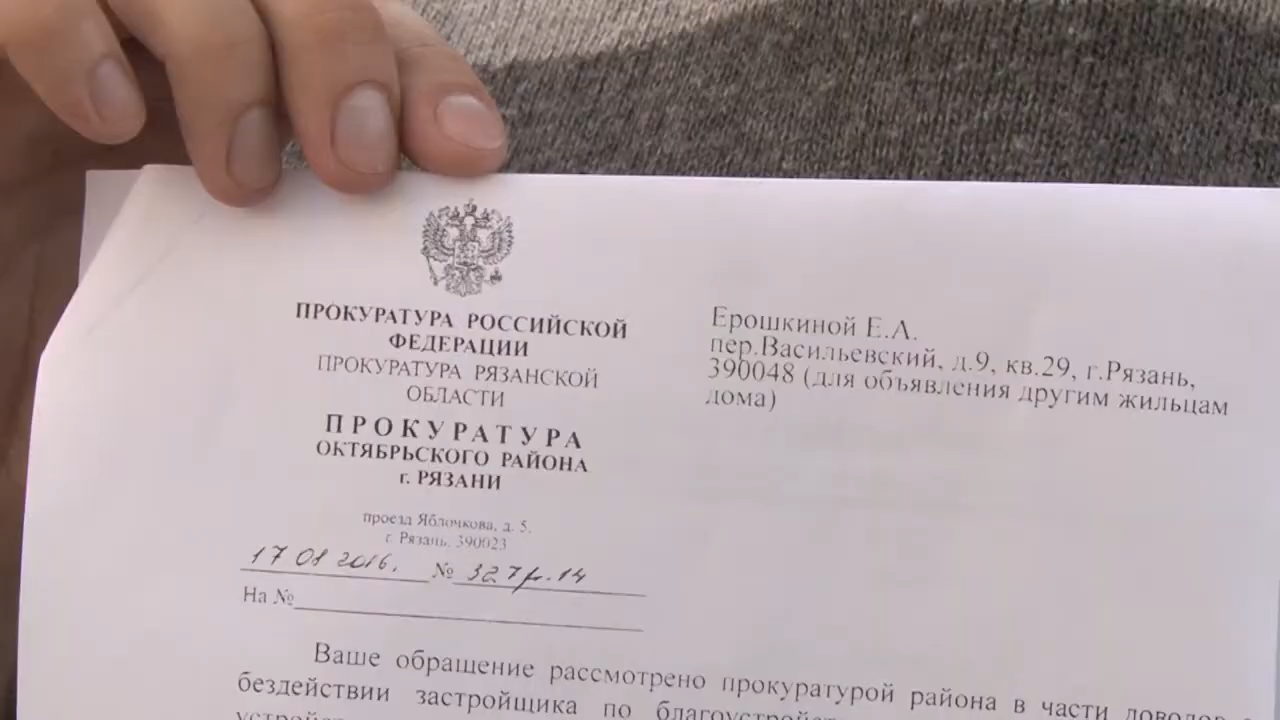 ПРОКУРАТУРА РОССИЙСКОЙ
ФЕДЕРАЦИИ
ПРОКУРАТУРА РЯЗАНСКОЙ
ОБЛАСТИ
ПРОКУРАТУРА
ОКТЯБРЬСКОГО РАЙОНА
г. РЯЗАНИ
проезд Яблочкова, д. 5,
г. Рязань, 390023
17 01 2016. № 327ж-14
На №
Ерошкиной Е.А.
пер.Васильевский, д.9, кв.29, г.Рязань,
390048 (для объявления другим жильцам
дома)
Ваше обращение рассмотрено прокуратурой района в части доводов о
бездействии застройщика по